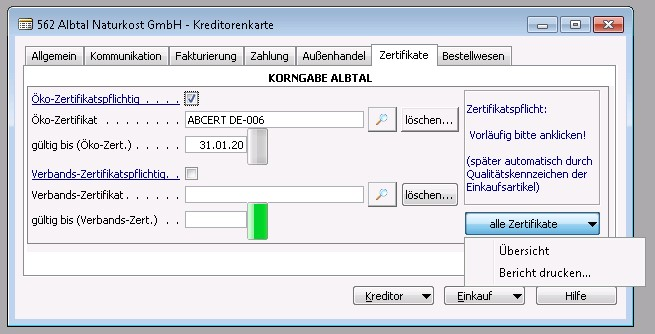 562 Albtal Naturkost GmbH - Kreditorenkarte
Allgemein Kommunikation Fakturierung Zahlung Außenhandel Zertifikate Bestellwesen
KORNGABE ALBTAL
Öko-Zertifikatspflichtig . . . .
Öko-Zertifikat . . . . . . . . ABCERT DE-006 löschen...
gültig bis (Öko-Zert.) . . . . . 31.01.20
Verbands-Zertifikatspflichtig. .
Verbands-Zertifikat . . . . . löschen...
gültig bis (Verbands-Zert.) . .
Zertifikatspflicht:
Vorläufig bitte anklicken!
(später automatisch durch
Qualitätskennzeichen der
Einkaufsartikel)
alle Zertifikate
Übersicht
Bericht drucken...
Kreditor Einkauf Hilfe